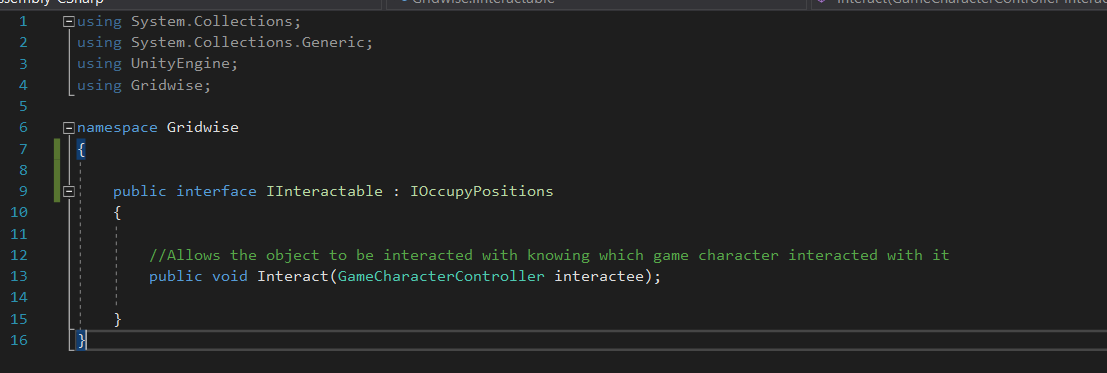 Assembly-CSharp
Gridwise.IInteractable
Interact(GameCharacterController interac
1 using System.Collections;
2 using System.Collections.Generic;
3 using UnityEngine;
4 using Gridwise;
5
6 namespace Gridwise
7 {
8
9 public interface IInteractable : IOccupyPositions
10 {
11
12 //Allows the object to be interacted with knowing which game character interacted with it
13 public void Interact(GameCharacterController interactee);
14
15 }
16 }